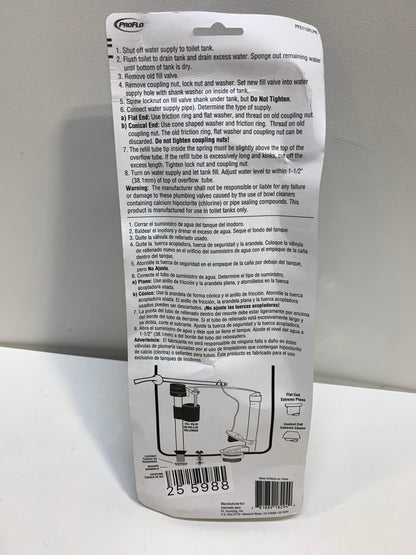 PROFLO
1. Shut off water supply to toilet tank.
2. Flush toilet to drain tank and drain excess water. Sponge out remaining water
until bottom of tank is dry.
3. Remove old fill valve.
4. Remove coupling nut, lock nut and washer. Set new fill valve into water
supply hole with shank washer on inside of tank.
5. Screw locknut on fill valve shank under tank, but Do Not Tighten.
6. Connect water supply pipe). Determine the type of supply.
a) Flat End: Use friction ring and flat washer, and thread on old coupling nut.
b) Conical End: Use cone shaped washer and friction ring. Thread on old
coupling nut. The old friction ring, flat washer and coupling nut can be
discarded. Do not tighten coupling nuts!
7. The refill tube tip inside the spring must be slightly above the top of the
overflow tube. If the refill tube is excessively long and kinks, cut off the
excess length. Tighten lock nut and coupling nut.
8. Turn on water supply and let tank fill. Adjust water level to within 1-1/2"
(38.1mm) of top of overflow tube.
Warning: The manufacturer shall not be responsible or liable for any failure
or damage to these plumbing valves caused by the use of bowl cleaners
containing calcium hipoclorite (chlorine) or pipe sealing compounds. This
product is manufactured for use in toilet tanks only.
1. Cerrar el suministro de agua del tanque del inodoro.
2. Baldear el inodoro y drenar el exceso de agua. Seque el fondo del tanque.
3. Quite la válvula de rellenado usado.
4. Quite la tuerca acopladora, tuerca de seguridad y la arandela. Coloque la válvula
de rellenado nuevo en el orificio del suministro de agua con el empaque de la caña
dentro del tanque.
5. Atornille la tuerca de seguridad en el empaque de la caña por debajo del tanque,
pero No Ajuste.
6. Conecte el tubo de suministro de agua. Determine el tipo de suministro.
a) Plano: Use anillo de fricción y la arandela plana, y atornille en la tuerca
acopladora usada.
b) Cónico: Use la arandela de forma cónica y el anillo de fricción. Atornille la tuerca
acopladora usada. El anillo de fricción, la arandela plana y la tuerca acopladora
usados pueden ser descartados. ¡No ajuste las tuercas acopladoras!
7. La punta del tubo de rellenado dentro del resorte debe estar ligeramente por encima
del borde del tubo de derrame. Si el tubo de rellenado está excesivamente largo y
se dobla, corte el sobrante. Ajuste la tuerca de seguridad y la tuerca acopladora.
8. Abra el suministro de agua y deje que se llene el tanque. Ajuste el nivel del agua a
1-1/2" (38.1 mm) del borde del tubo del rebosadero.
Advertencia: El fabricante no será responsable de ninguna falla o daño en éstas
válvulas de plomería causadas por el uso de limpiadores que contengan hipoclorito
de calcio (clorina) o sellantes para tubos. Este producto es fabricado para el uso
exclusivo en tanques de inodoro.
FILL VALVE
VÁLVULA DE
RELLENADO
Flat End
Extremo Plano
Conical End
Extremo Cónico
25 5988
Manufactured for:
Fabricado para: